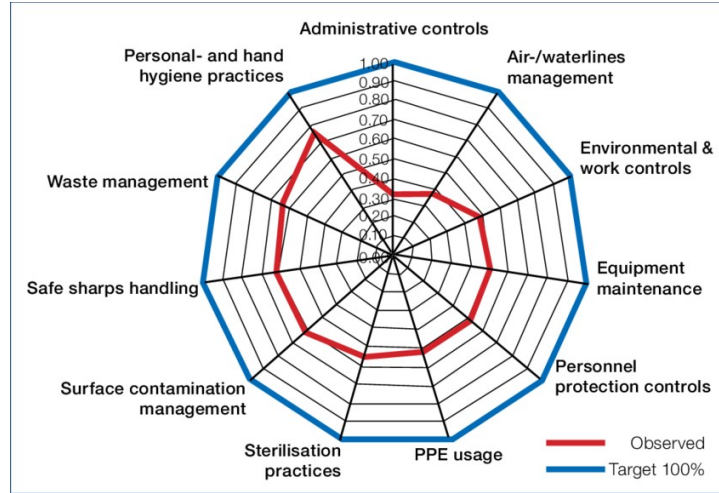 Administrative controls
Personal- and hand
hygiene practices
Air-/waterlines
management
1.00
0.90
0.80
0.70
0.60
0.50
0.40
0.30
0.20
0.10
0.00
Environmental &
work controls
Waste management
Equipment
maintenance
Safe sharps handling
Personnel
protection controls
Surface contamination
management
Sterilisation
practices
PPE usage
Observed
Target 100%